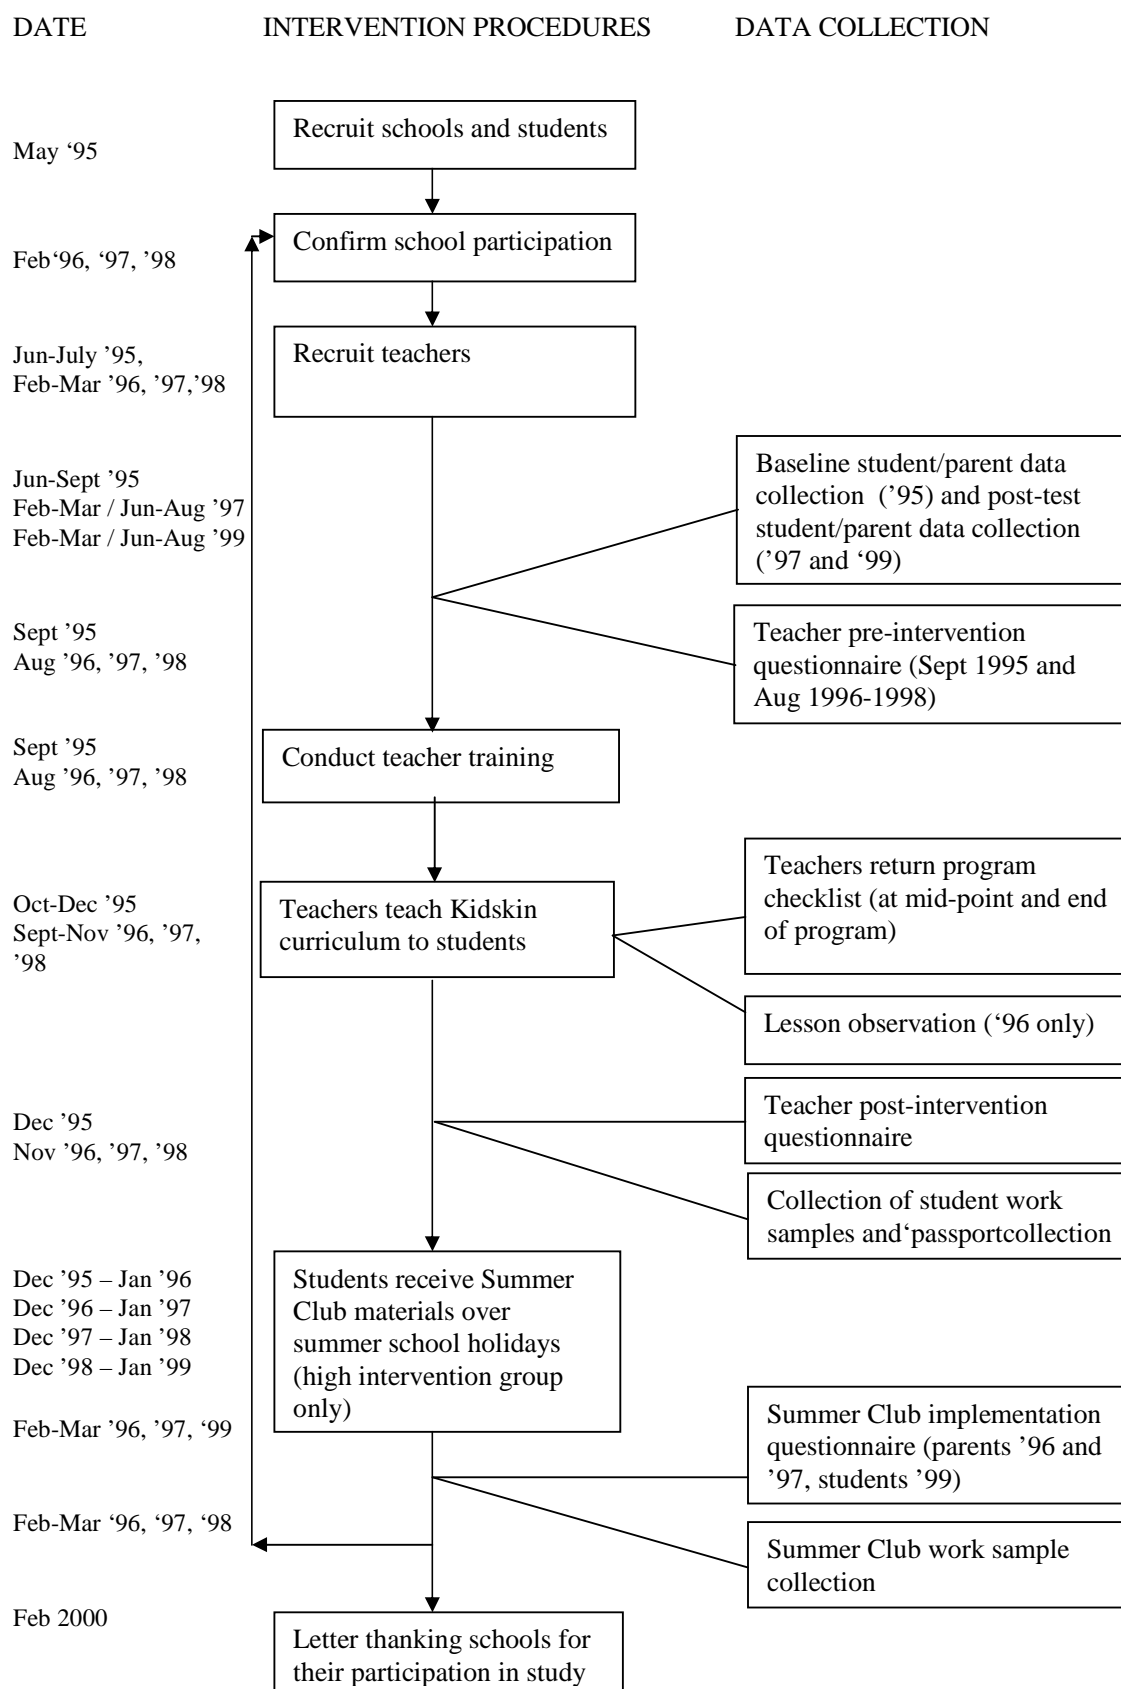 DATE
INTERVENTION PROCEDURES
DATA COLLECTION
May ‘95
Recruit schools and students
Feb‘96, ‘97, ’98
Confirm school participation
Jun-July ’95,
Feb-Mar ’96, ’97,’98
Recruit teachers
Jun-Sept ’95
Feb-Mar / Jun-Aug ’97
Feb-Mar / Jun-Aug ’99
Baseline student/parent data
collection (’95) and post-test
student/parent data collection
(’97 and ‘99)
Sept ’95
Aug ’96, ’97, ’98
Teacher pre-intervention
questionnaire (Sept 1995 and
Aug 1996-1998)
Sept ’95
Aug ’96, ’97, ’98
Conduct teacher training
Oct-Dec ’95
Sept-Nov ’96, ’97,
’98
Teachers teach Kidskin
curriculum to students
Teachers return program
checklist (at mid-point and end
of program)
Lesson observation (‘96 only)
Dec ’95
Nov ’96, ’97, ’98
Teacher post-intervention
questionnaire
Collection of student work
samples and‘passportcollection
Dec ’95 – Jan ’96
Dec ’96 – Jan ’97
Dec ’97 – Jan ’98
Dec ’98 – Jan ’99
Students receive Summer
Club materials over
summer school holidays
(high intervention group
only)
Feb-Mar ’96, ’97, ‘99
Summer Club implementation
questionnaire (parents ’96 and
’97, students ’99)
Feb-Mar ‘96, ‘97, ’98
Summer Club work sample
collection
Feb 2000
Letter thanking schools for
their participation in study